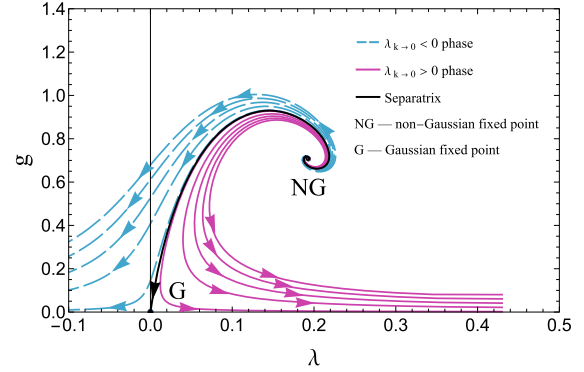 1.4
1.2
1.0
0.8
0.6
0.4
0.2
0.0
g
λk→0 < 0 phase
λk→0 > 0 phase
Separatrix
NG — non-Gaussian fixed point
G — Gaussian fixed point
NG
G
-0.1 0.0 0.1 0.2 0.3 0.4 0.5
λ